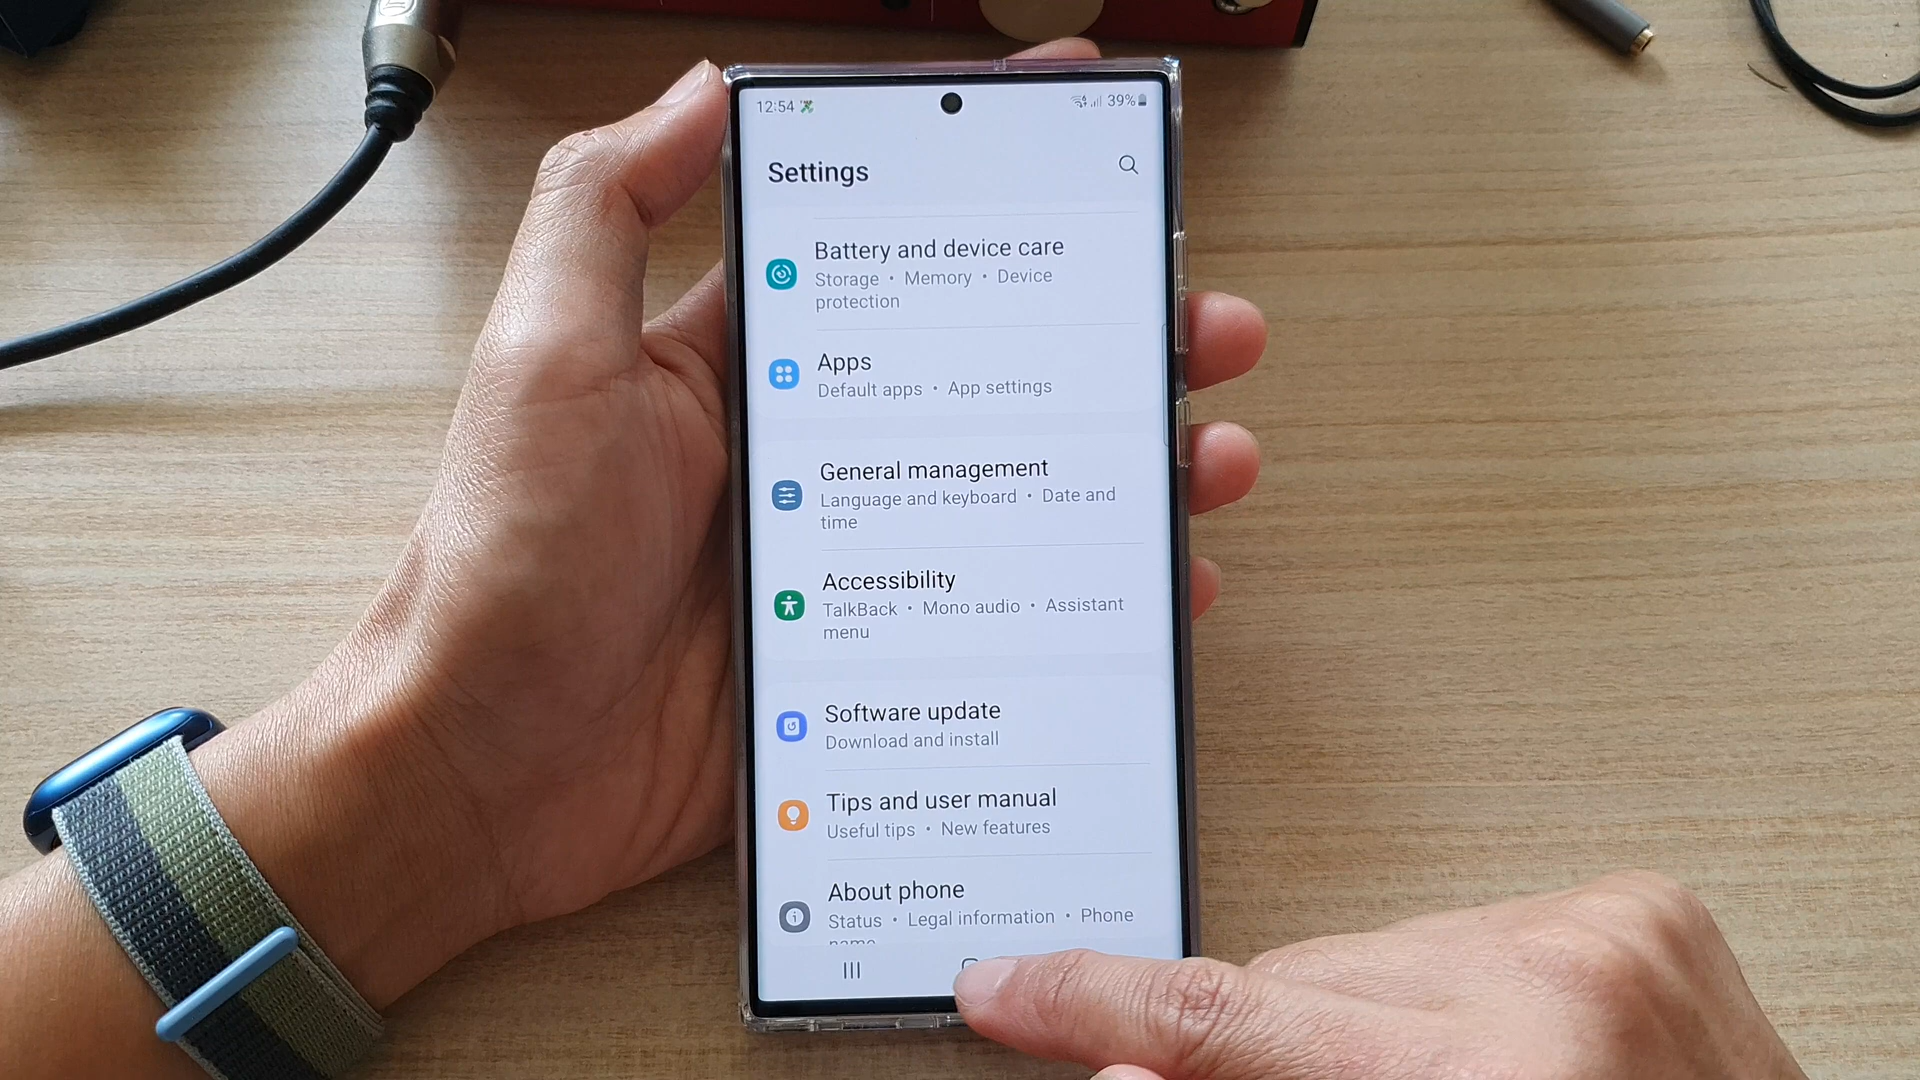 12:54
39%
Settings
Battery and device care
Storage • Memory • Device
protection
Apps
Default apps • App settings
General management
Language and keyboard • Date and
time
Accessibility
TalkBack • Mono audio • Assistant
menu
Software update
Download and install
Tips and user manual
Useful tips • New features
About phone
Status • Legal information • Phone
name